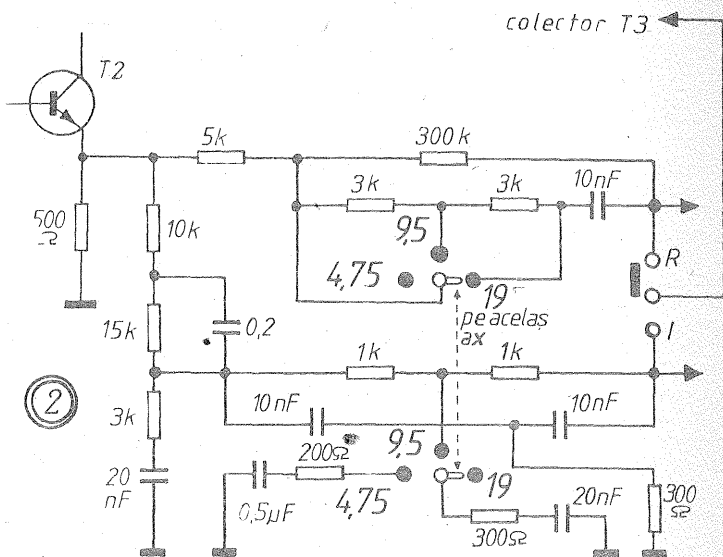 colector T3
T2
5k
300k
3k
3k
10nF
500
Ω
10k
9,5
R
4,75
19
pe acelaș
ax
15k
0,2
I
1k
1k
2
3k
10nF
10nF
9,5
200Ω
20
nF
4,75
19
20nF
300
Ω
0,5µF
300Ω